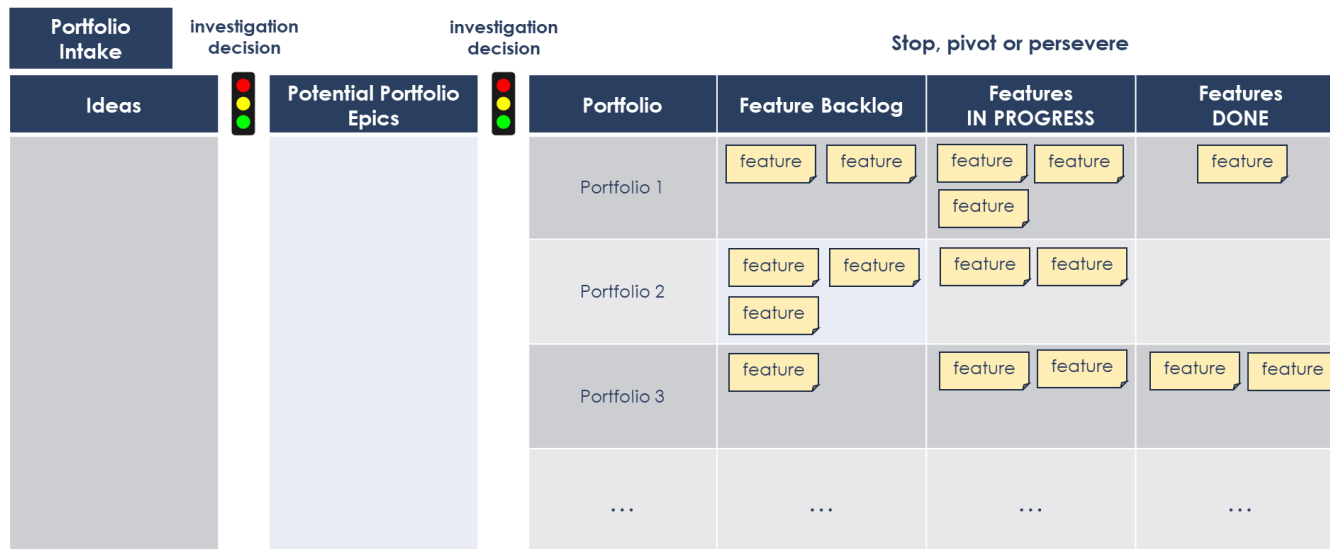 Portfolio
Intake
investigation
decision
investigation
decision
Stop, pivot or persevere
Ideas
Potential Portfolio
Epics
Portfolio
Feature Backlog
Features
IN PROGRESS
Features
DONE
Portfolio 1
feature
feature
feature
feature
feature
feature
Portfolio 2
feature
feature
feature
feature
feature
Portfolio 3
feature
feature
feature
feature
feature
...
...
...
...